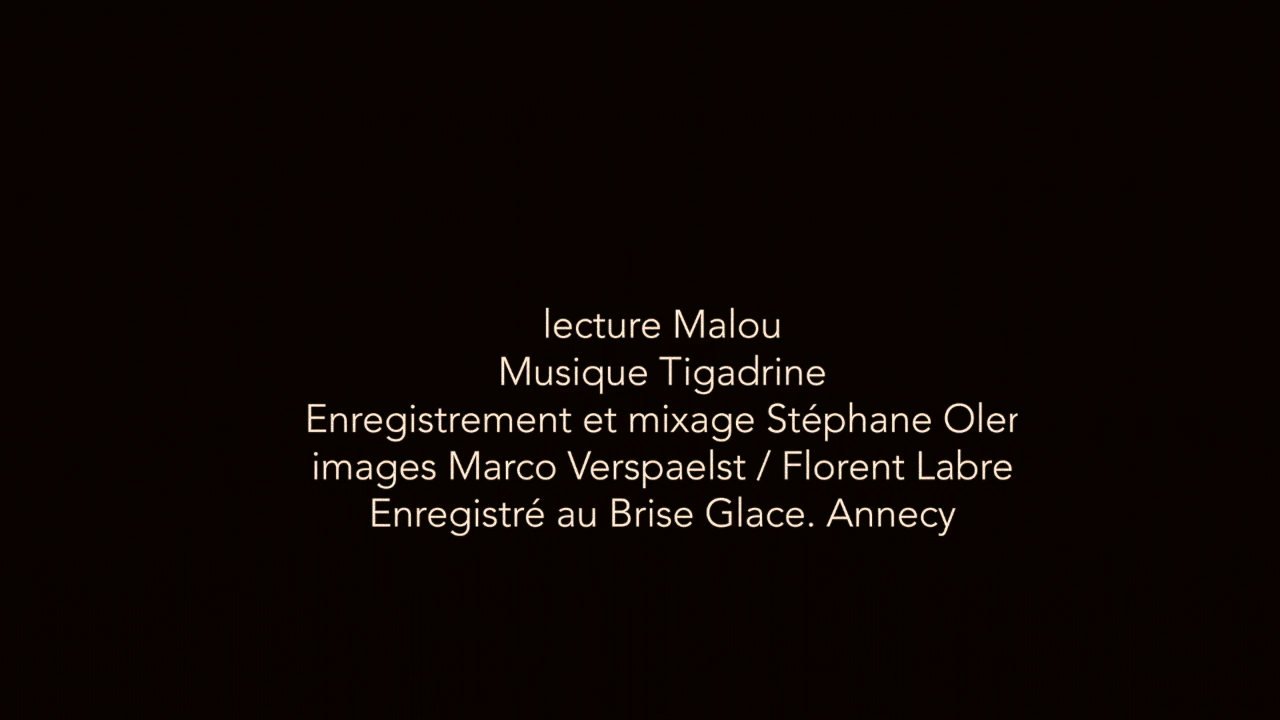 lecture Malou
Musique Tigadrine
Enregistrement et mixage Stéphane Oler
images Marco Verspaelst / Florent Labre
Enregistré au Brise Glace. Annecy